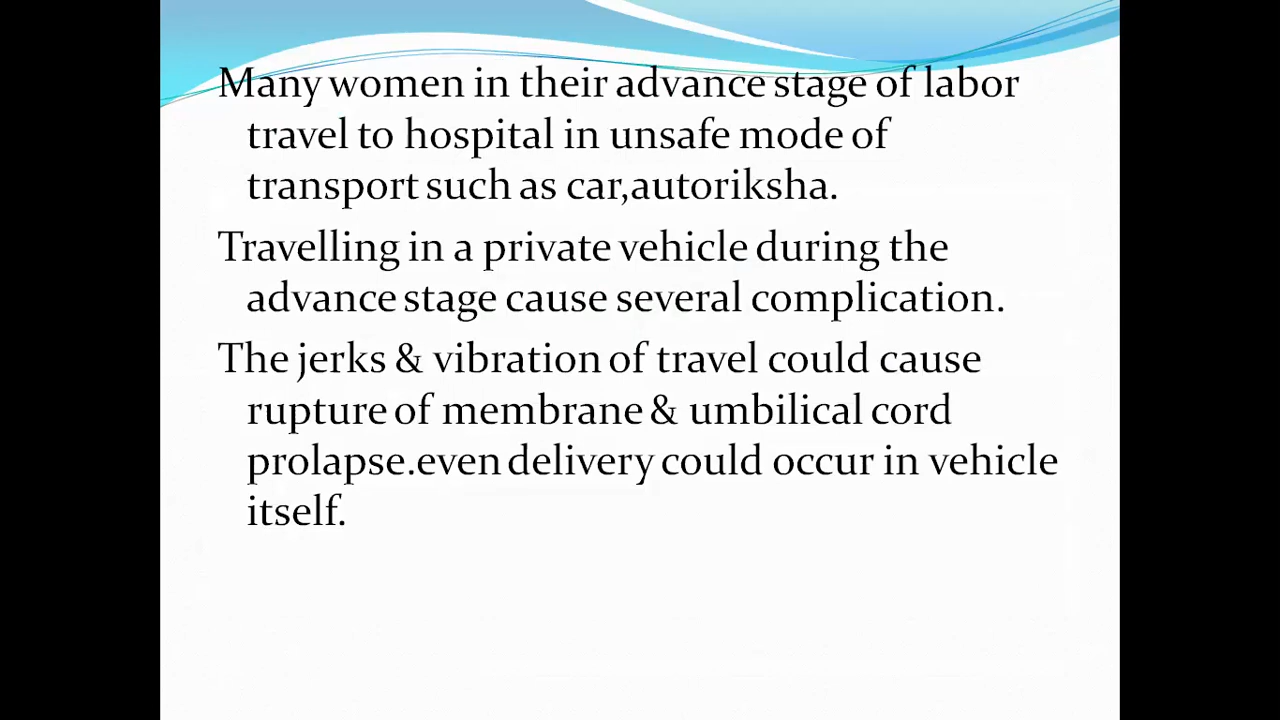 Many women in their advance stage of labor
travel to hospital in unsafe mode of
transport such as car,autoriksha.
Travelling in a private vehicle during the
advance stage cause several complication.
The jerks & vibration of travel could cause
rupture of membrane & umbilical cord
prolapse.even delivery could occur in vehicle
itself.